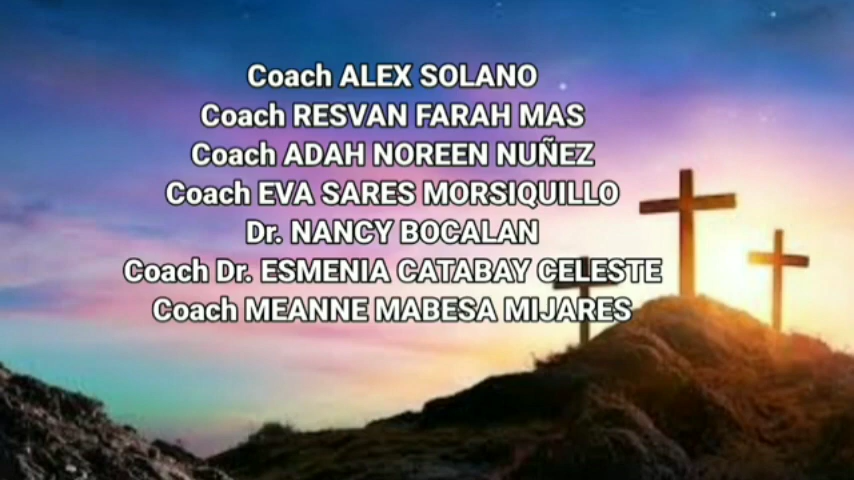 Coach ALEX SOLANO
Coach RESVAN FARAH MAS
Coach ADAH NOREEN NUÑEZ
Coach EVA SARES MORSIQUILLO
Dr. NANCY BOCALAN
Coach Dr. ESMENIA CATABAY CELESTE
Coach MEANNE MABESA MIJARES